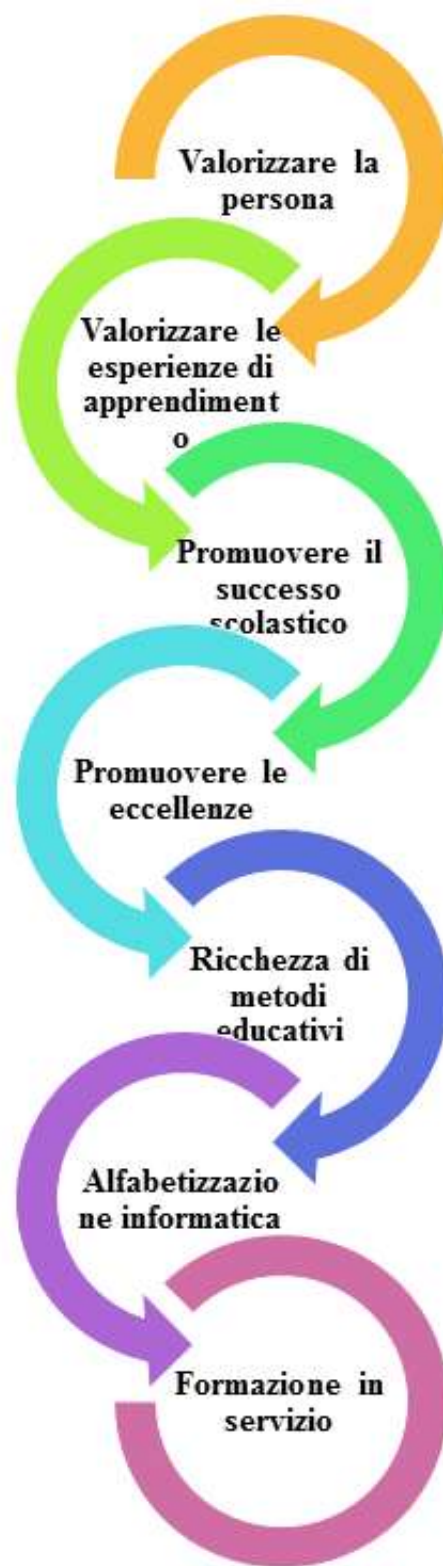 Valorizzare la
persona
Valorizzare le
esperienze di
apprendiment
o
Promuovere il
successo
scolastico
Promuovere le
eccellenze
Ricchezza di
metodi
educativi
Alfabetizzazio
ne informatica
Formazione in
servizio